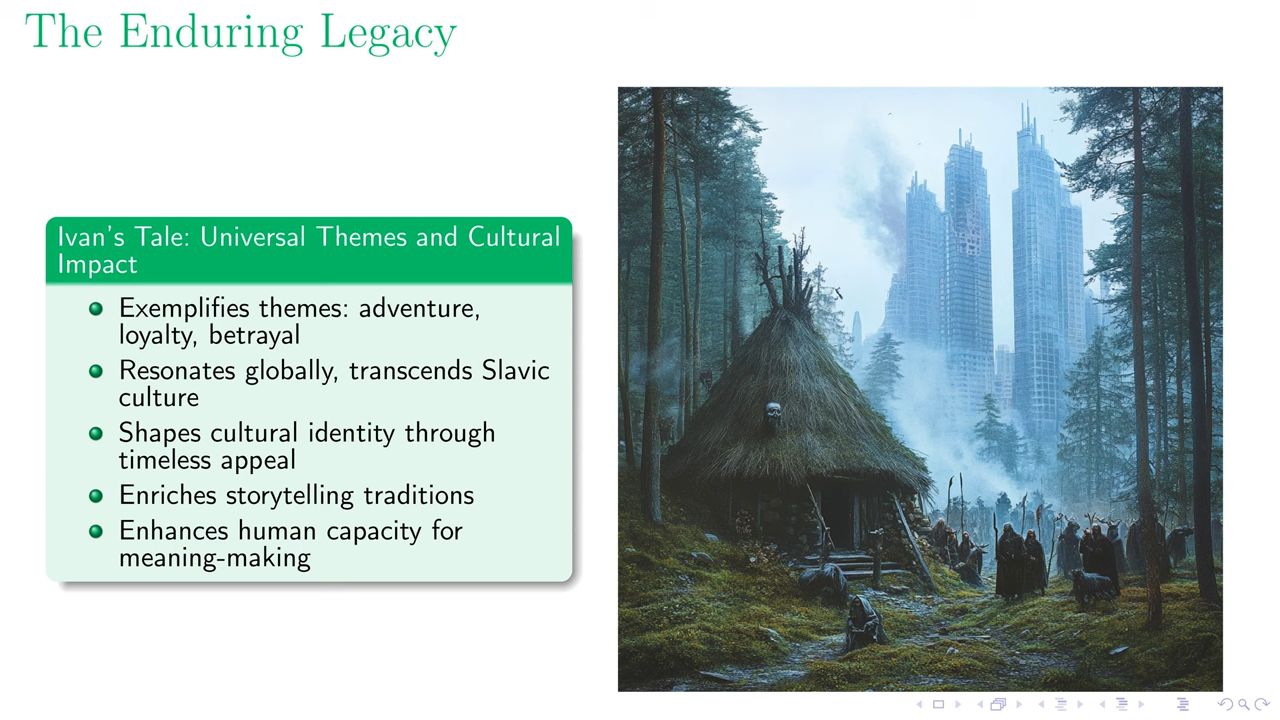 The Enduring Legacy
Ivan's Tale: Universal Themes and Cultural
Impact
Exemplifies themes: adventure,
loyalty, betrayal
Resonates globally, transcends Slavic
culture
Shapes cultural identity through
timeless appeal
Enriches storytelling traditions
Enhances human capacity for
meaning-making